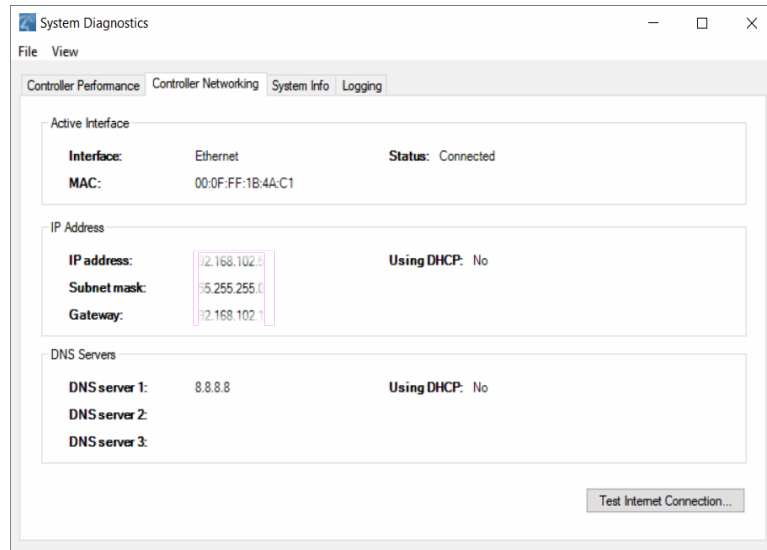 System Diagnostics
File View
Controller Performance Controller Networking System Info Logging
Active Interface
Interface: Ethernet Status: Connected
MAC: 00:0F:FF:1B:4A:C1
IP Address
IP address: Using DHCP: No
Subnet mask:
Gateway:
DNS Servers
DNS server 1: 8.8.8.8 Using DHCP: No
DNS server 2:
DNS server 3:
Test Internet Connection...